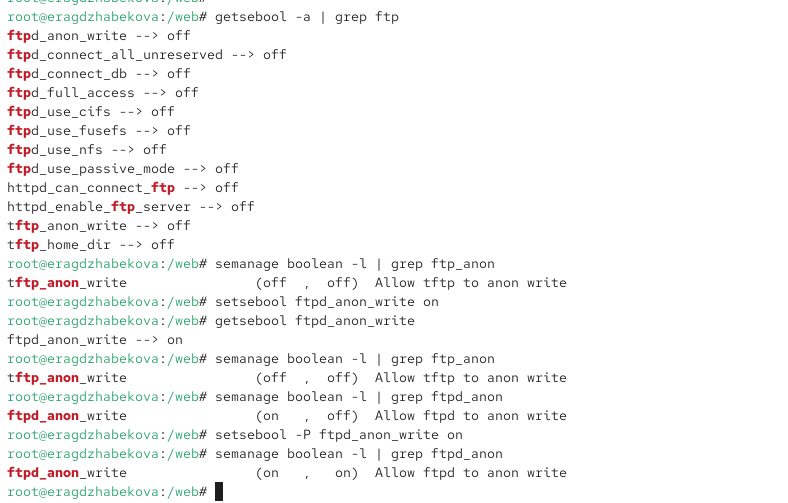 root@eragdzhabekova:/web# getsebool -a | grep ftp
ftpd_anon_write --> off
ftpd_connect_all_unreserved --> off
ftpd_connect_db --> off
ftpd_full_access --> off
ftpd_use_cifs --> off
ftpd_use_fusefs --> off
ftpd_use_nfs --> off
ftpd_use_passive_mode --> off
httpd_can_connect_ftp --> off
httpd_enable_ftp_server --> off
tftp_anon_write --> off
tftp_home_dir --> off
root@eragdzhabekova:/web# semanage boolean -l | grep ftp_anon
tftp_anon_write                (off  ,  off)  Allow tftp to anon write
root@eragdzhabekova:/web# setsebool ftpd_anon_write on
root@eragdzhabekova:/web# getsebool ftpd_anon_write
ftpd_anon_write --> on
root@eragdzhabekova:/web# semanage boolean -l | grep ftp_anon
tftp_anon_write                (off  ,  off)  Allow tftp to anon write
root@eragdzhabekova:/web# semanage boolean -l | grep ftpd_anon
ftpd_anon_write                (on   ,  off)  Allow ftpd to anon write
root@eragdzhabekova:/web# setsebool -P ftpd_anon_write on
root@eragdzhabekova:/web# semanage boolean -l | grep ftpd_anon
ftpd_anon_write                (on   ,   on)  Allow ftpd to anon write
root@eragdzhabekova:/web#